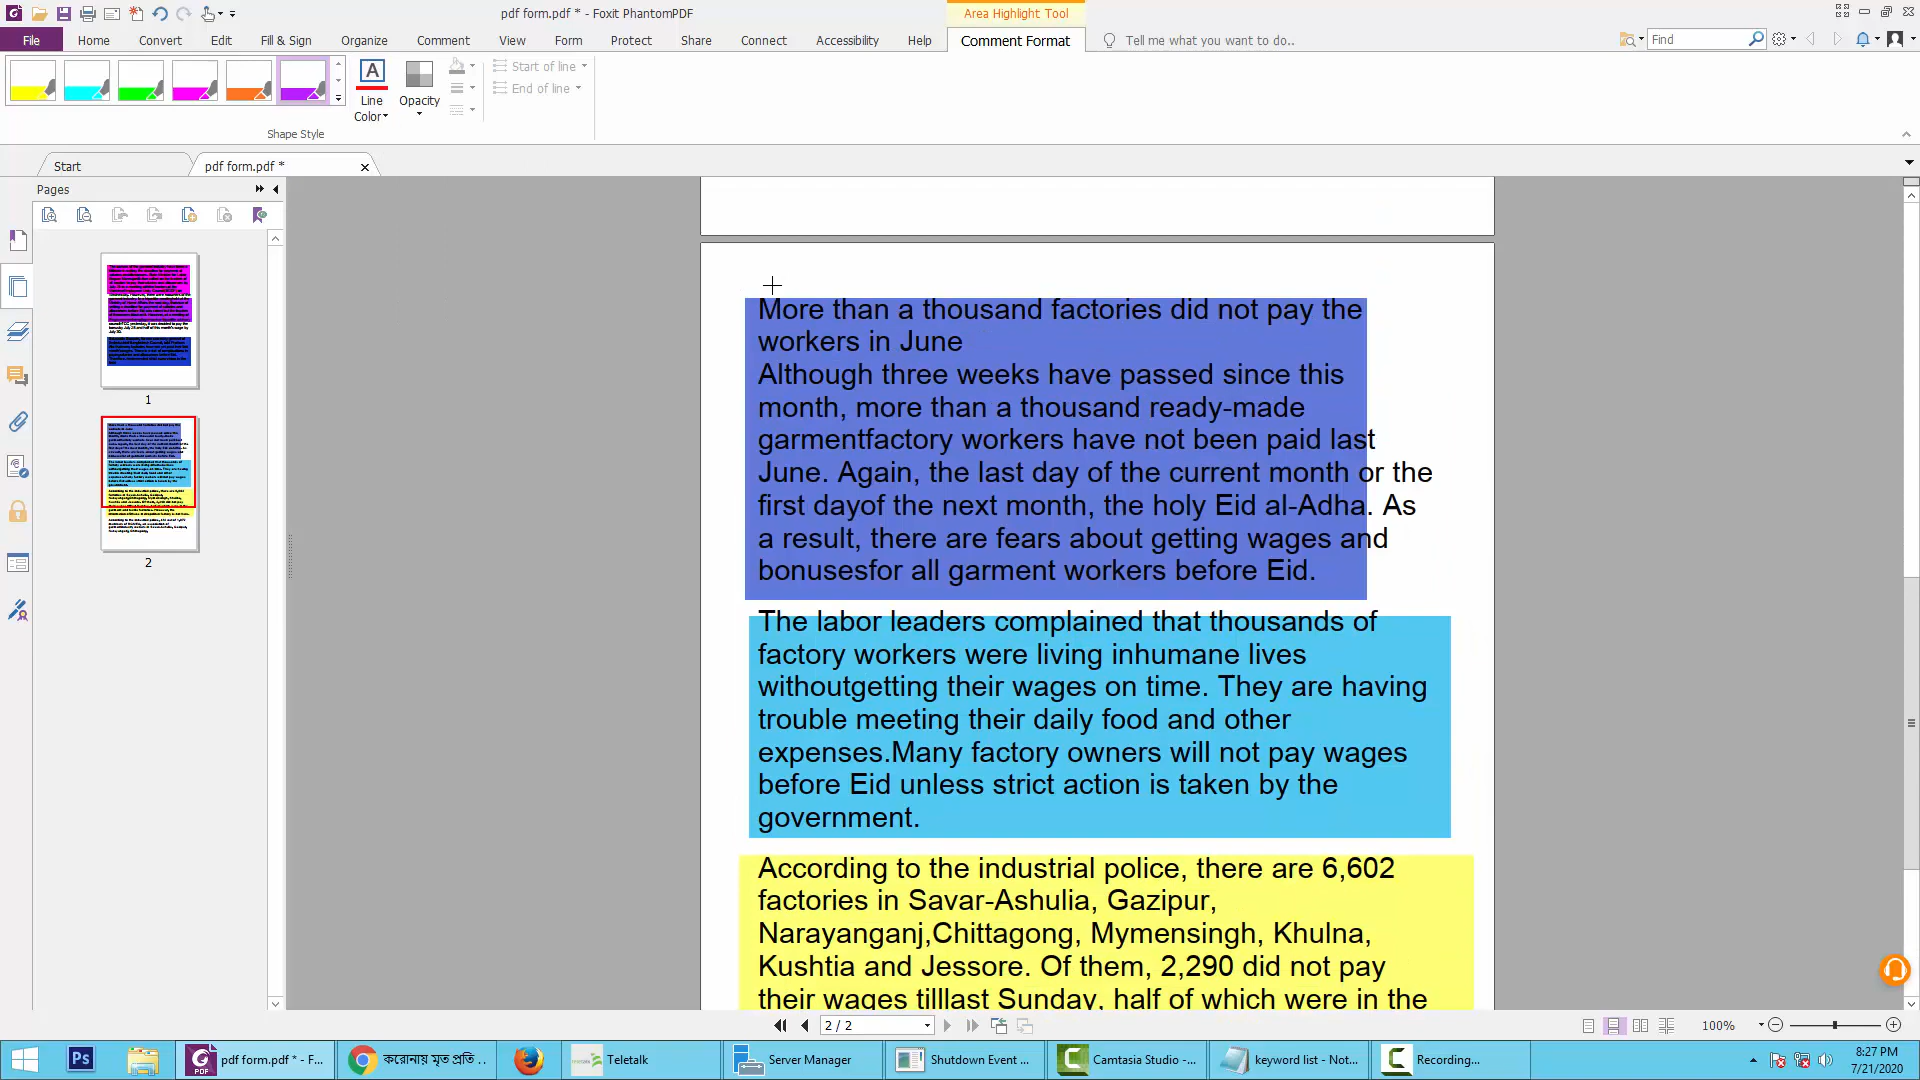 pdf form.pdf * - Foxit PhantomPDF
Area Highlight Tool
File
Home
Convert
Edit
Fill & Sign
Organize
Comment
View
Form
Protect
Share
Connect
Accessibility
Help
Comment Format
Tell me what you want to do..
Find
Line
Color
Opacity
Start of line
End of line
Shape Style
Start
pdf form.pdf *
Pages
1
2
More than a thousand factories did not pay the
workers in June
Although three weeks have passed since this
month, more than a thousand ready-made
garmentfactory workers have not been paid last
June. Again, the last day of the current month or the
first dayof the next month, the holy Eid al-Adha. As
a result, there are fears about getting wages and
bonusesfor all garment workers before Eid.
The labor leaders complained that thousands of
factory workers were living inhumane lives
withoutgetting their wages on time. They are having
trouble meeting their daily food and other
expenses.Many factory owners will not pay wages
before Eid unless strict action is taken by the
government.
According to the industrial police, there are 6,602
factories in Savar-Ashulia, Gazipur,
Narayanganj,Chittagong, Mymensingh, Khulna,
Kushtia and Jessore. Of them, 2,290 did not pay
their wages tilllast Sunday, half of which were in the
2 / 2
100%
Ps
pdf form.pdf * - F...
করোনায় মৃত প্রতি ..
Teletalk
Server Manager
Shutdown Event ...
Camtasia Studio -...
keyword list - Not...
Recording...
8:27 PM
7/21/2020